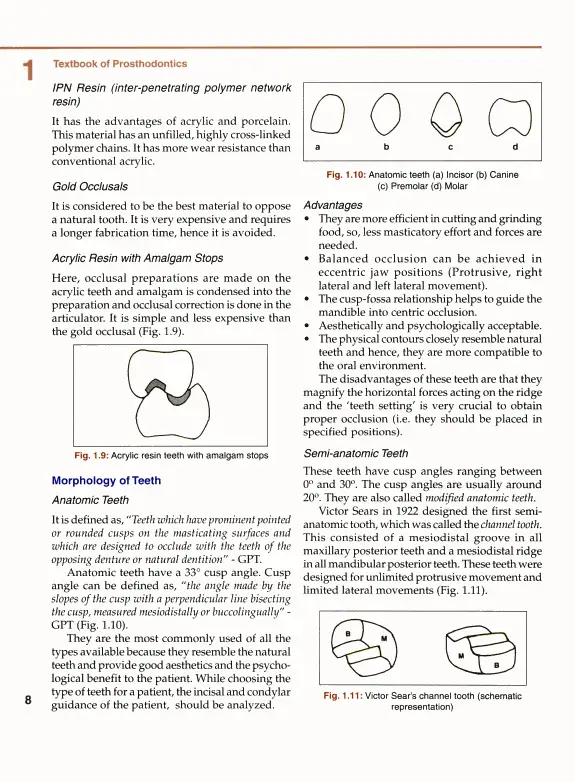 1
Textbook of Prosthodontics
IPN Resin (inter-penetrating polymer network
resin)
It has the advantages of acrylic and porcelain.
This material has an unfilled, highly cross-linked
polymer chains. It has more wear resistance than
conventional acrylic.
Gold Occlusals
It is considered to be the best material to oppose
a natural tooth. It is very expensive and requires
a longer fabrication time, hence it is avoided.
Acrylic Resin with Amalgam Stops
Here, occlusal preparations are made on the
acrylic teeth and amalgam is condensed into the
preparation and occlusal correction is done in the
articulator. It is simple and less expensive than
the gold occlusal (Fig. 1.9).
Fig. 1.9: Acrylic resin teeth with amalgam stops
Morphology of Teeth
Anatomic Teeth
It is defined as, "Teeth which have prominent pointed
or rounded cusps on the masticating surfaces and
which are designed to occlude with the teeth of the
opposing denture or natural dentition" - GPT.
Anatomic teeth have a 33° cusp angle. Cusp
angle can be defined as, "the angle made by the
slopes of the cusp with a perpendicular line bisecting
the cusp, measured mesiodistally or buccolingually" -
GPT (Fig. 1.10).
They are the most commonly used of all the
types available because they resemble the natural
teeth and provide good aesthetics and the psycho-
logical benefit to the patient. While choosing the
type of teeth for a patient, the incisal and condylar
guidance of the patient, should be analyzed.
8
a b c d
Fig. 1.10: Anatomic teeth (a) Incisor (b) Canine
(c) Premolar (d) Molar
Advantages
• They are more efficient in cutting and grinding
food, so, less masticatory effort and forces are
needed.
• Balanced occlusion can be achieved in
eccentric jaw positions (Protrusive, right
lateral and left lateral movement).
• The cusp-fossa relationship helps to guide the
mandible into centric occlusion.
• Aesthetically and psychologically acceptable.
• The physical contours closely resemble natural
teeth and hence, they are more compatible to
the oral environment.
The disadvantages of these teeth are that they
magnify the horizontal forces acting on the ridge
and the 'teeth setting' is very crucial to obtain
proper occlusion (i.e. they should be placed in
specified positions).
Semi-anatomic Teeth
These teeth have cusp angles ranging between
0º and 30º. The cusp angles are usually around
20º. They are also called modified anatomic teeth.
Victor Sears in 1922 designed the first semi-
anatomic tooth, which was called the channel tooth.
This consisted of a mesiodistal groove in all
maxillary posterior teeth and a mesiodistal ridge
in all mandibular posterior teeth. These teeth were
designed for unlimited protrusive movement and
limited lateral movements (Fig. 1.11).
B M M B
Fig. 1.11: Victor Sear's channel tooth (schematic
representation)